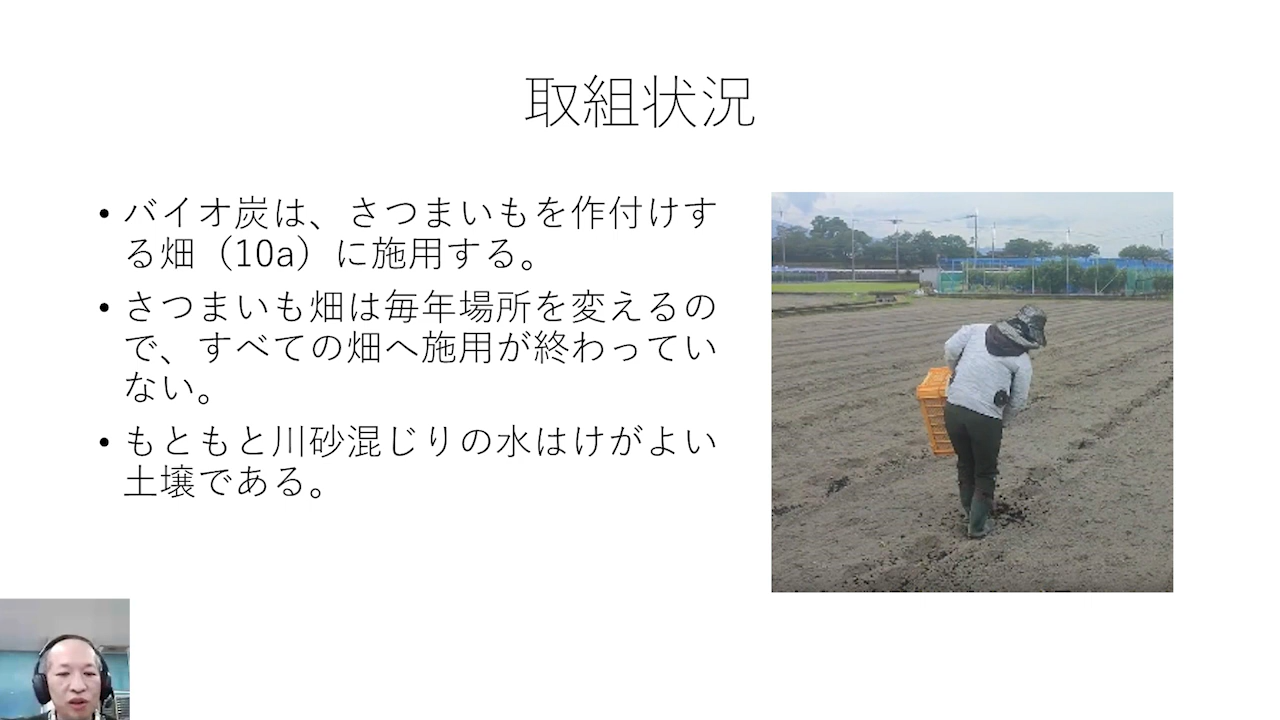 取組状況
• バイオ炭は、さつまいもを作付けす
る畑（10a）に施用する。
• さつまいも畑は毎年場所を変えるの
で、すべての畑へ施用が終わってい
ない。
• もともと川砂混じりの水はけがよい
土壌である。